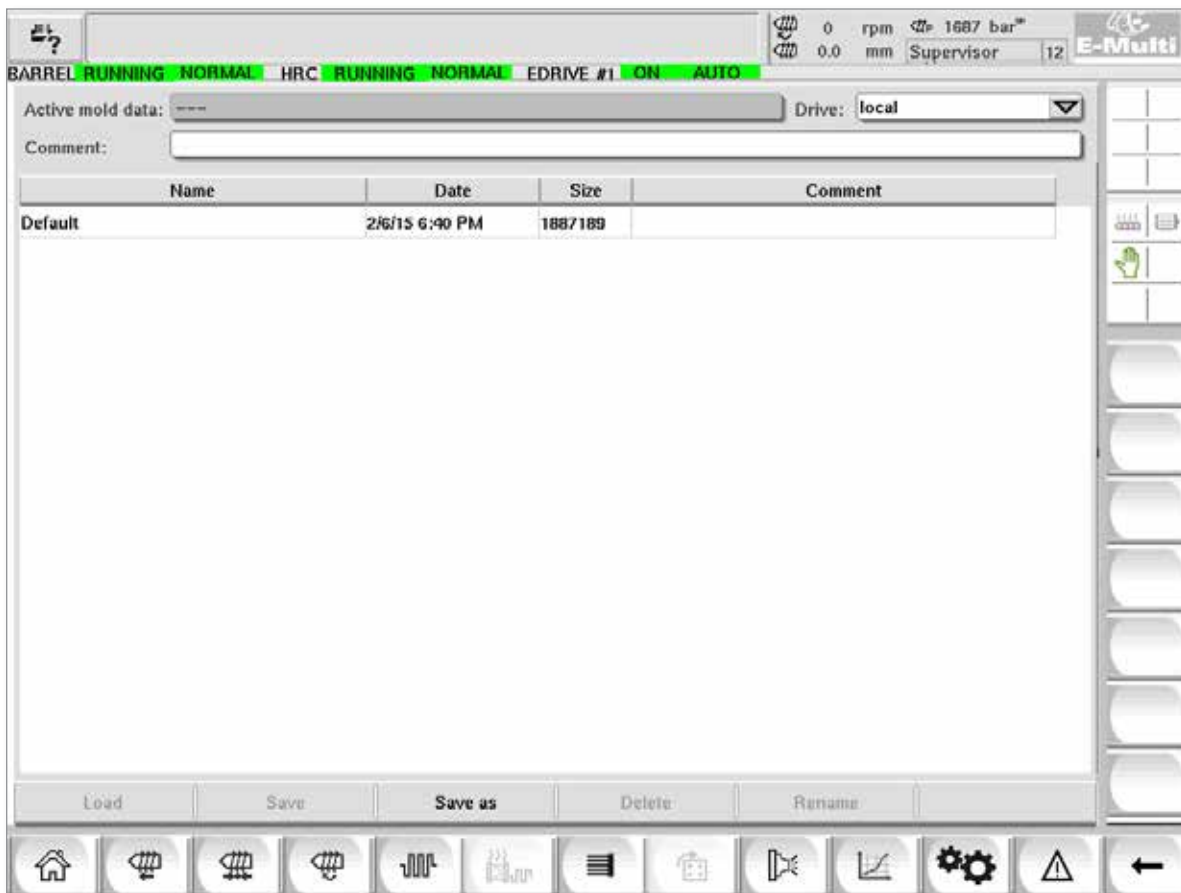 0 rpm 1687 bar
0.0 mm Supervisor 12
E-Multi
BARREL RUNNING NORMAL HRC RUNNING NORMAL EDRIVE #1 ON AUTO
Active mold data: --- Drive: local
Comment:
Name Date Size Comment
Default 2/6/15 6:40 PM 1887189
Load Save Save as Delete Rename